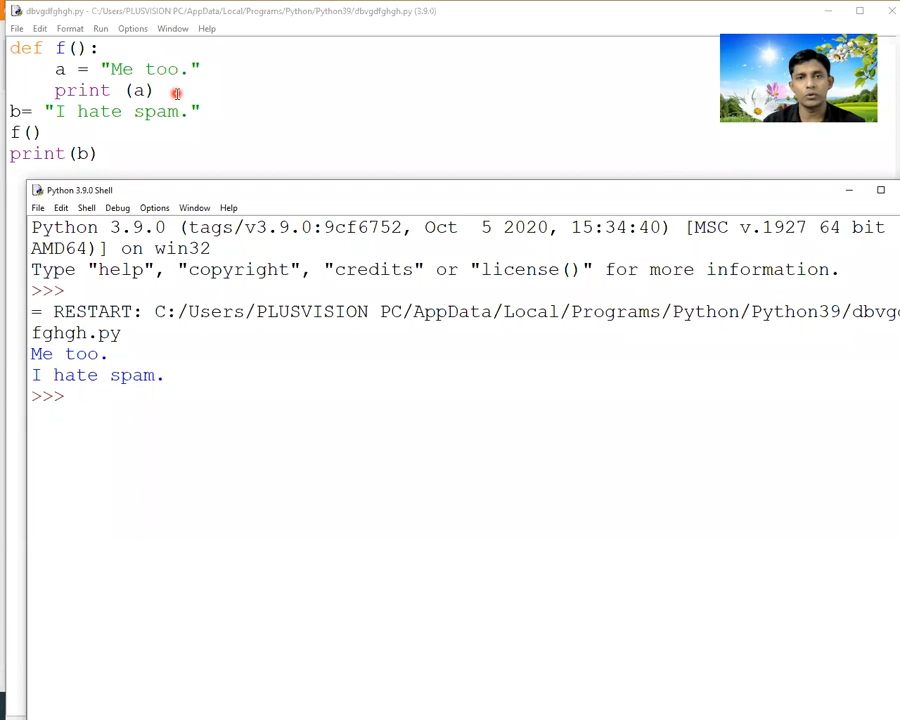 dbvgdfghgh.py - C:/Users/PLUSVISION PC/AppData/Local/Programs/Python/Python39/dbvgdfghgh.py (3.9.0)
File Edit Format Run Options Window Help
def f():
    a = "Me too."
    print (a)
b= "I hate spam."
f()
print(b)
Python 3.9.0 Shell
File Edit Shell Debug Options Window Help
Python 3.9.0 (tags/v3.9.0:9cf6752, Oct  5 2020, 15:34:40) [MSC v.1927 64 bit
AMD64)] on win32
Type "help", "copyright", "credits" or "license()" for more information.
>>>
= RESTART: C:/Users/PLUSVISION PC/AppData/Local/Programs/Python/Python39/dbvgd
fghgh.py
Me too.
I hate spam.
>>>